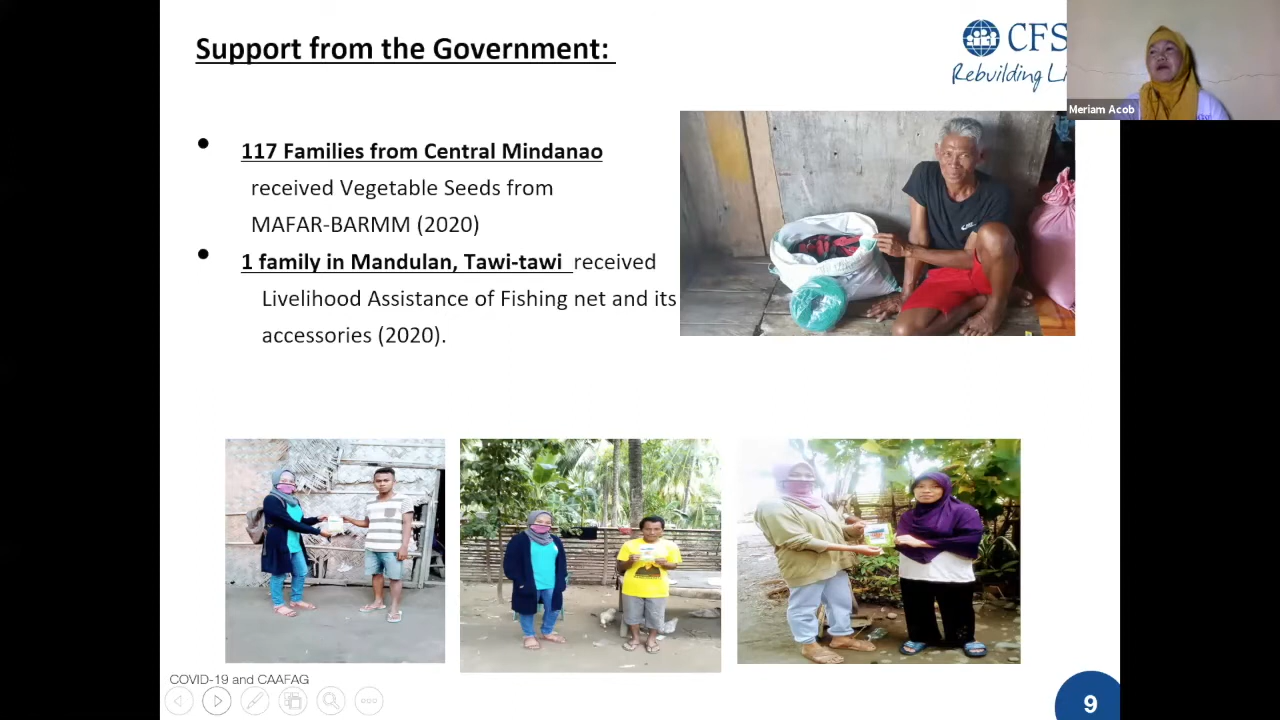 Support from the Government:
CFS
Rebuilding Li
Meriam Acob
• 117 Families from Central Mindanao
received Vegetable Seeds from
MAFAR-BARMM (2020)
• 1 family in Mandulan, Tawi-tawi received
Livelihood Assistance of Fishing net and its
accessories (2020).
COVID-19 and CAAFAG
9